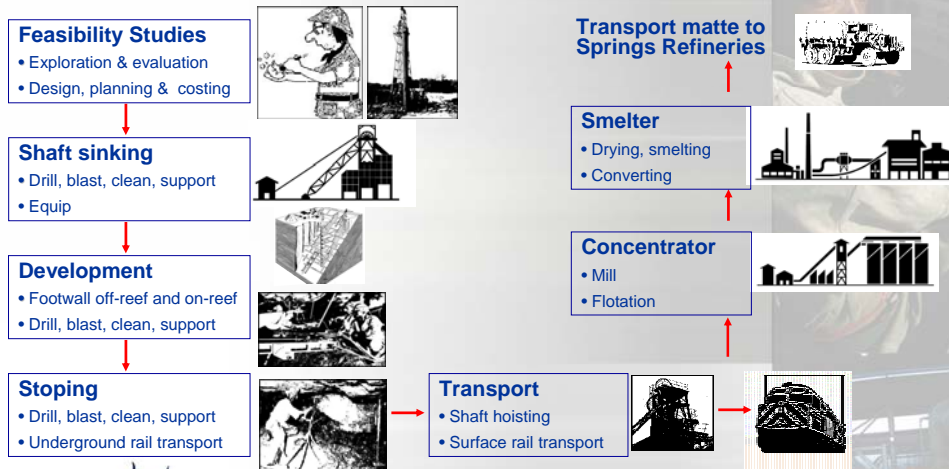 Feasibility Studies
• Exploration & evaluation
• Design, planning & costing
Shaft sinking
• Drill, blast, clean, support
• Equip
Development
• Footwall off-reef and on-reef
• Drill, blast, clean, support
Stoping
• Drill, blast, clean, support
• Underground rail transport
Transport
• Shaft hoisting
• Surface rail transport
Concentrator
• Mill
• Flotation
Smelter
• Drying, smelting
• Converting
Transport matte to
Springs Refineries